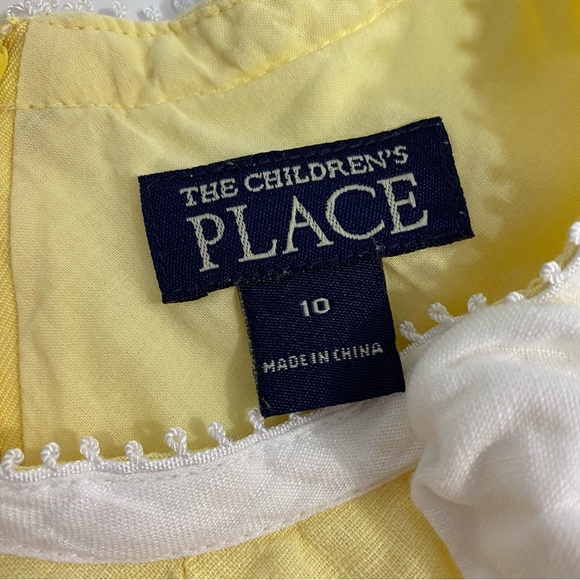 THE CHILDREN'S
PLACE
10
MADE IN CHINA